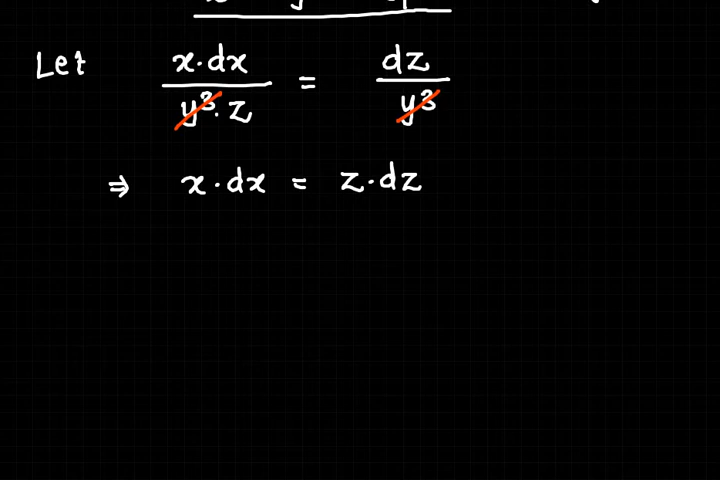 Let x·dx / y³·z = dz / y³
⇒ x·dx = z·dz